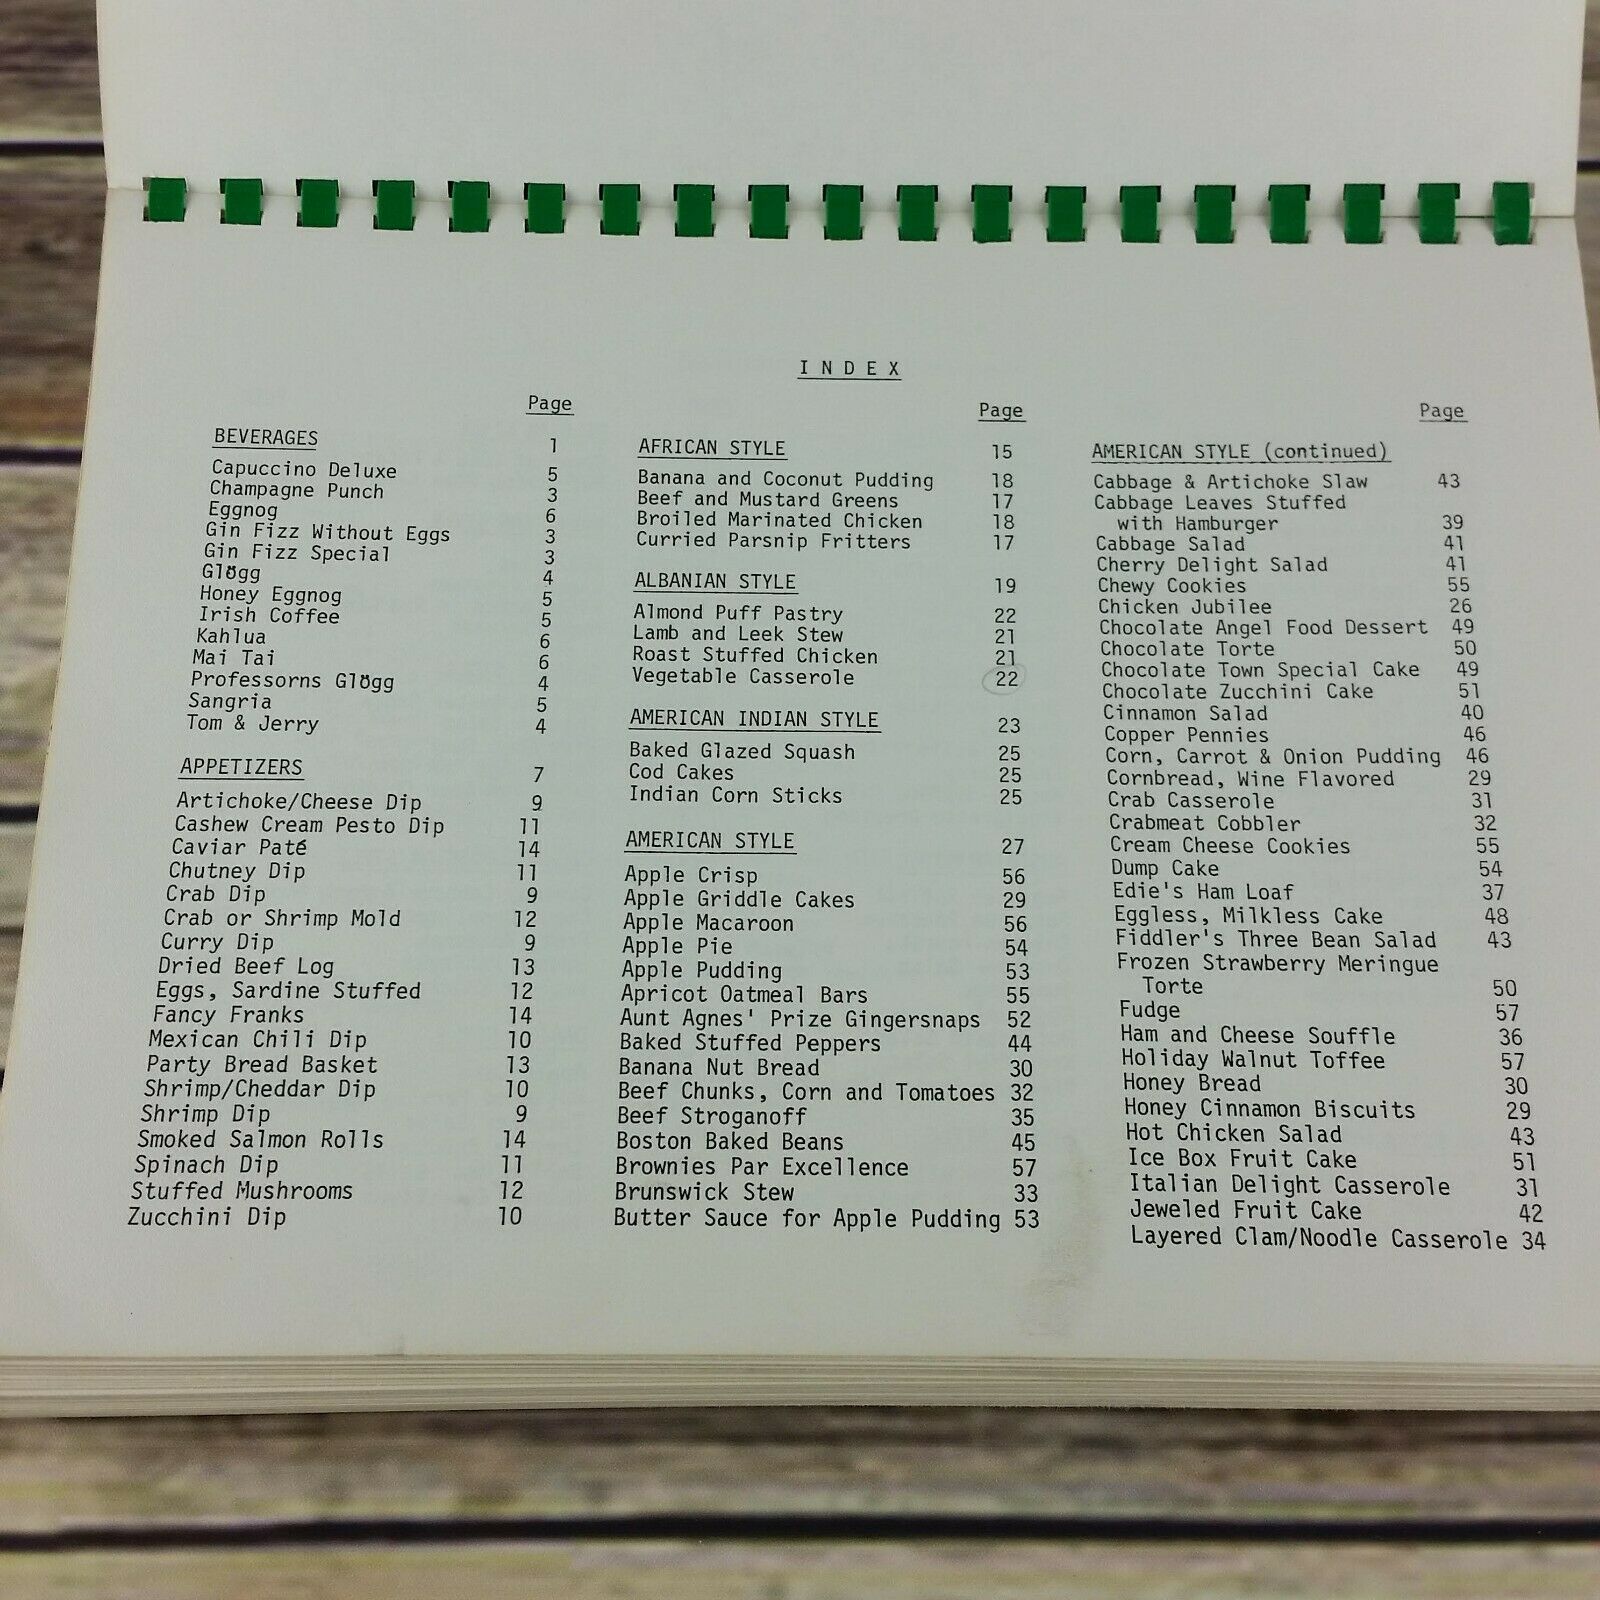 INDEX
Page
BEVERAGES 1
Capuccino Deluxe 5
Champagne Punch 3
Eggnog 6
Gin Fizz Without Eggs 3
Gin Fizz Special 3
Glögg 4
Honey Eggnog 5
Irish Coffee 5
Kahlua 6
Mai Tai 6
Professorns Glögg 4
Sangria 5
Tom & Jerry 4
APPETIZERS 7
Artichoke/Cheese Dip 9
Cashew Cream Pesto Dip 11
Caviar Paté 14
Chutney Dip 11
Crab Dip 9
Crab or Shrimp Mold 12
Curry Dip 9
Dried Beef Log 13
Eggs, Sardine Stuffed 12
Fancy Franks 14
Mexican Chili Dip 10
Party Bread Basket 13
Shrimp/Cheddar Dip 10
Shrimp Dip 9
Smoked Salmon Rolls 14
Spinach Dip 11
Stuffed Mushrooms 12
Zucchini Dip 10
Page
AFRICAN STYLE 15
Banana and Coconut Pudding 18
Beef and Mustard Greens 17
Broiled Marinated Chicken 18
Curried Parsnip Fritters 17
ALBANIAN STYLE 19
Almond Puff Pastry 22
Lamb and Leek Stew 21
Roast Stuffed Chicken 21
Vegetable Casserole 22
AMERICAN INDIAN STYLE 23
Baked Glazed Squash 25
Cod Cakes 25
Indian Corn Sticks 25
AMERICAN STYLE 27
Apple Crisp 56
Apple Griddle Cakes 29
Apple Macaroon 56
Apple Pie 54
Apple Pudding 53
Apricot Oatmeal Bars 55
Aunt Agnes' Prize Gingersnaps 52
Baked Stuffed Peppers 44
Banana Nut Bread 30
Beef Chunks, Corn and Tomatoes 32
Beef Stroganoff 35
Boston Baked Beans 45
Brownies Par Excellence 57
Brunswick Stew 33
Butter Sauce for Apple Pudding 53
Page
AMERICAN STYLE (continued)
Cabbage & Artichoke Slaw 43
Cabbage Leaves Stuffed
with Hamburger 39
Cabbage Salad 41
Cherry Delight Salad 41
Chewy Cookies 55
Chicken Jubilee 26
Chocolate Angel Food Dessert 49
Chocolate Torte 50
Chocolate Town Special Cake 49
Chocolate Zucchini Cake 51
Cinnamon Salad 40
Copper Pennies 46
Corn, Carrot & Onion Pudding 46
Cornbread, Wine Flavored 29
Crab Casserole 31
Crabmeat Cobbler 32
Cream Cheese Cookies 55
Dump Cake 54
Edie's Ham Loaf 37
Eggless, Milkless Cake 48
Fiddler's Three Bean Salad 43
Frozen Strawberry Meringue
Torte 50
Fudge 57
Ham and Cheese Souffle 36
Holiday Walnut Toffee 57
Honey Bread 30
Honey Cinnamon Biscuits 29
Hot Chicken Salad 43
Ice Box Fruit Cake 51
Italian Delight Casserole 31
Jeweled Fruit Cake 42
Layered Clam/Noodle Casserole 34